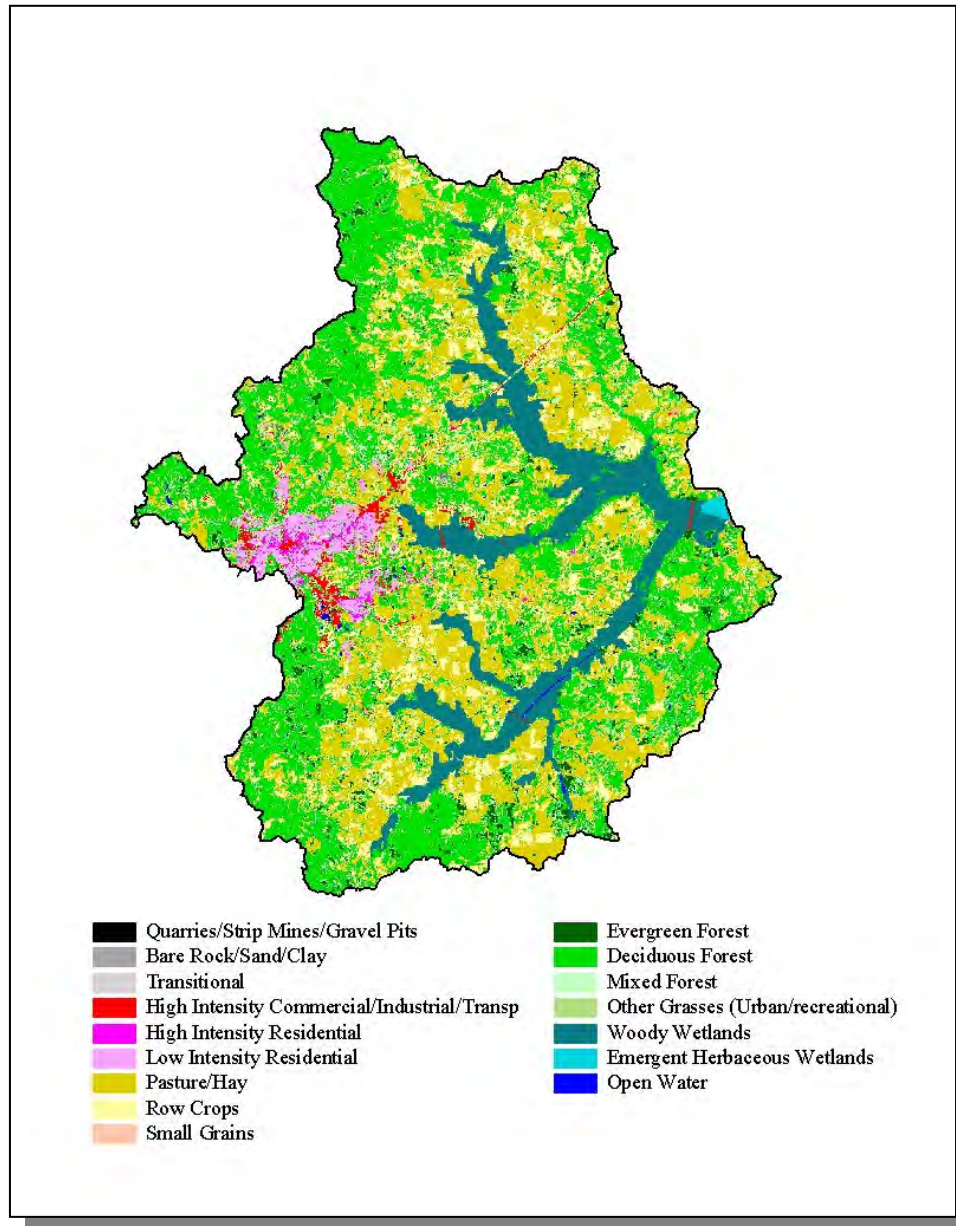 Quarries/Strip Mines/Gravel Pits
Bare Rock/Sand/Clay
Transitional
High Intensity Commercial/Industrial/Transp
High Intensity Residential
Low Intensity Residential
Pasture/Hay
Row Crops
Small Grains
Evergreen Forest
Deciduous Forest
Mixed Forest
Other Grasses (Urban/recreational)
Woody Wetlands
Emergent Herbaceous Wetlands
Open Water